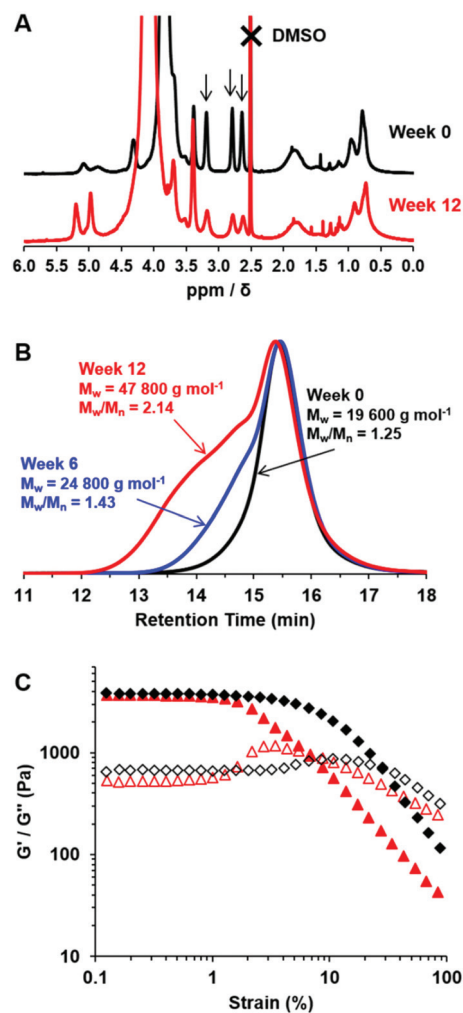 A
DMSO
Week 0
Week 12
6.0 5.5 5.0 4.5 4.0 3.5 3.0 2.5 2.0 1.5 1.0 0.5 0.0
ppm / δ
B
Week 12
Mw = 47 800 g mol-1
Mw/Mn = 2.14
Week 0
Mw = 19 600 g mol-1
Mw/Mn = 1.25
Week 6
Mw = 24 800 g mol-1
Mw/Mn = 1.43
11 12 13 14 15 16 17 18
Retention Time (min)
C
G' / G'' (Pa)
1000
100
10
0.1 1 10 100
Strain (%)